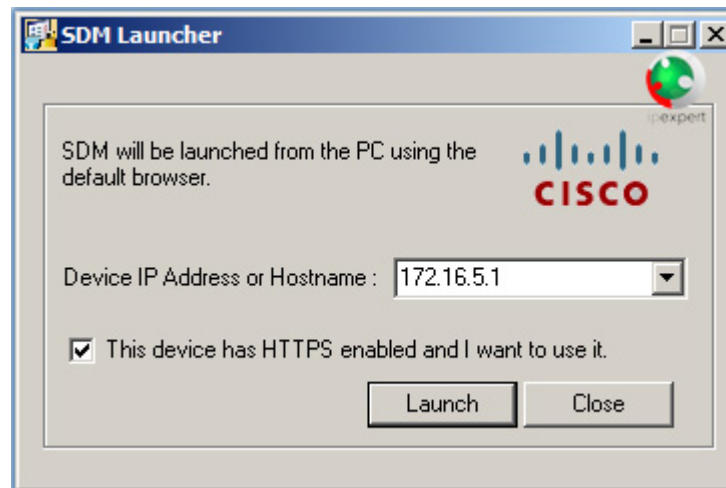 SDM Launcher
ipexpert
SDM will be launched from the PC using the
default browser.
CISCO
Device IP Address or Hostname : 172.16.5.1
This device has HTTPS enabled and I want to use it.
Launch Close